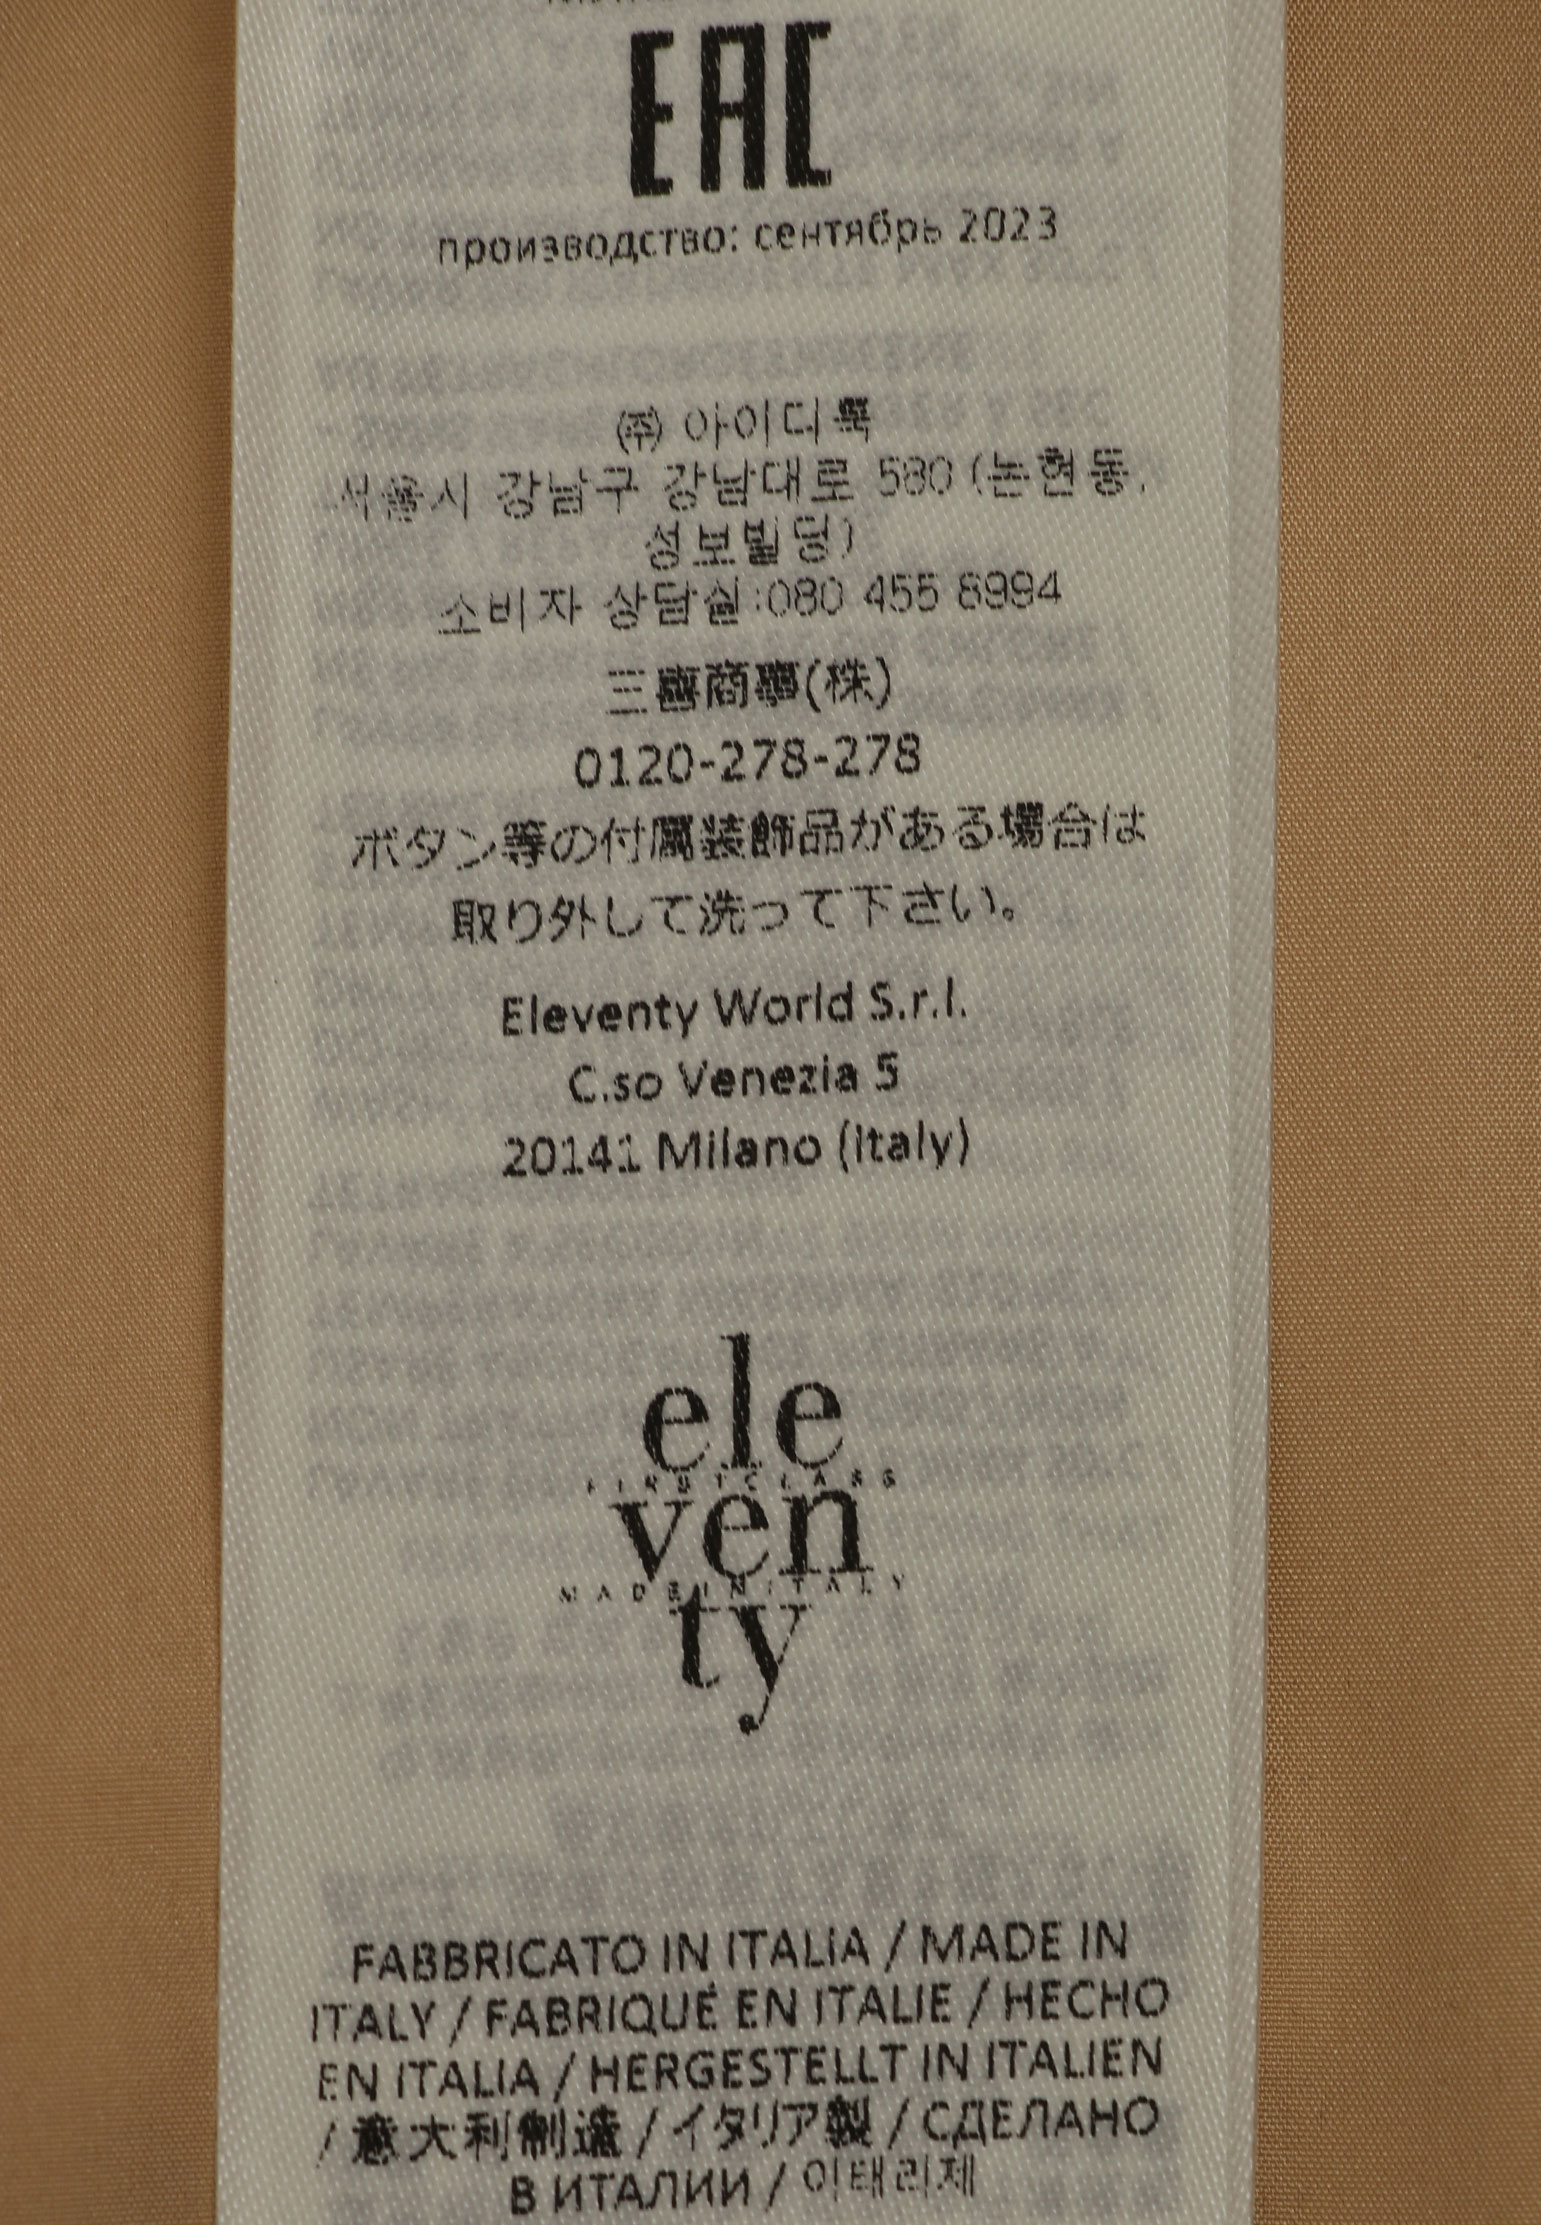 EAC
производство: сентябрь 2023
㈜ 아이디룩
서울시 강남구 강남대로 580 (논현동,
성보빌딩)
소비자 상담실:080 455 8994
三喜商事(株)
0120-278-278
ボタン等の付属装飾品がある場合は
取り外して洗って下さい。
Eleventy World S.r.l.
C.so Venezia 5
20141 Milano (Italy)
ele
FIRSTCLASS
ven
MADEINITALY
ty
FABBRICATO IN ITALIA / MADE IN
ITALY / FABRIQUÉ EN ITALIE / HECHO
EN ITALIA / HERGESTELLT IN ITALIEN
/ 意大利制造 / イタリア製 / СДЕЛАНО
В ИТАЛИИ / 이태리제